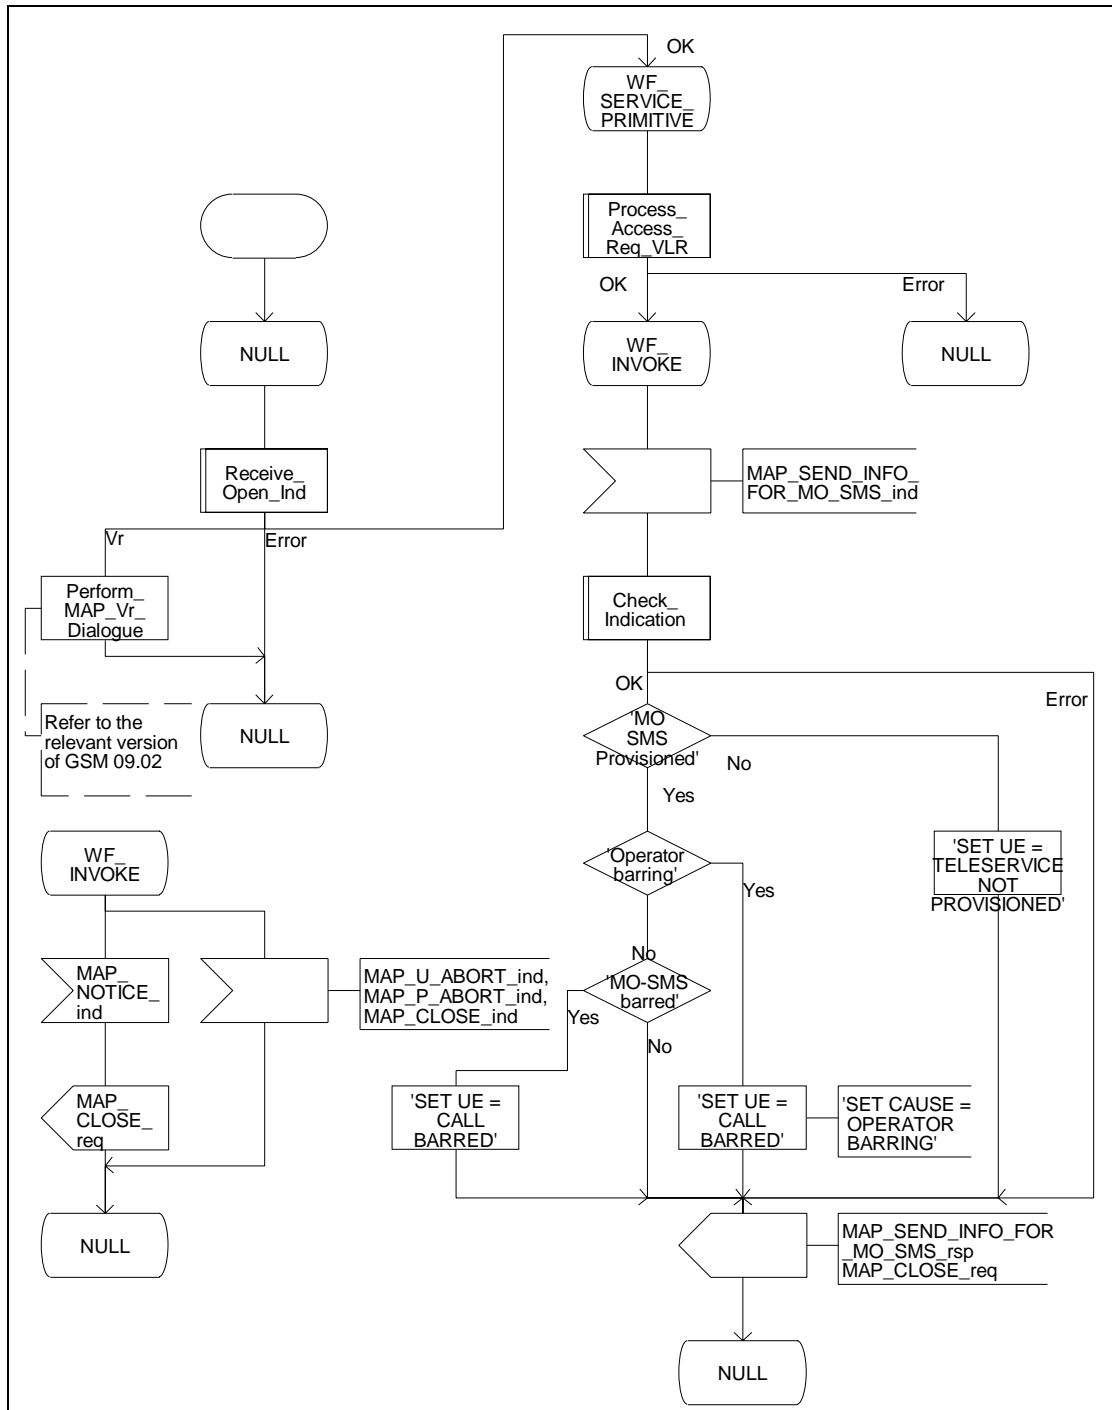 OK
WF_
SERVICE_
PRIMITIVE
Process_
Access_
Req_VLR
OK
Error
NULL
WF_
INVOKE
NULL
Receive_
Open_Ind
MAP_SEND_INFO_
FOR_MO_SMS_ind
Vr
Error
Perform_
MAP_Vr_
Dialogue
Check_
Indication
OK
Error
Refer to the
relevant version
of GSM 09.02
NULL
'MO
SMS
Provisioned'
No
Yes
WF_
INVOKE
'Operator
barring'
Yes
'SET UE =
TELESERVICE
NOT
PROVISIONED'
No
MAP_
NOTICE_
ind
MAP_U_ABORT_ind,
MAP_P_ABORT_ind,
MAP_CLOSE_ind
'MO-SMS
barred'
Yes
No
MAP_
CLOSE_
req
'SET UE =
CALL
BARRED'
'SET UE =
CALL
BARRED'
'SET CAUSE =
OPERATOR
BARRING'
NULL
MAP_SEND_INFO_FOR
_MO_SMS_rsp
MAP_CLOSE_req
NULL